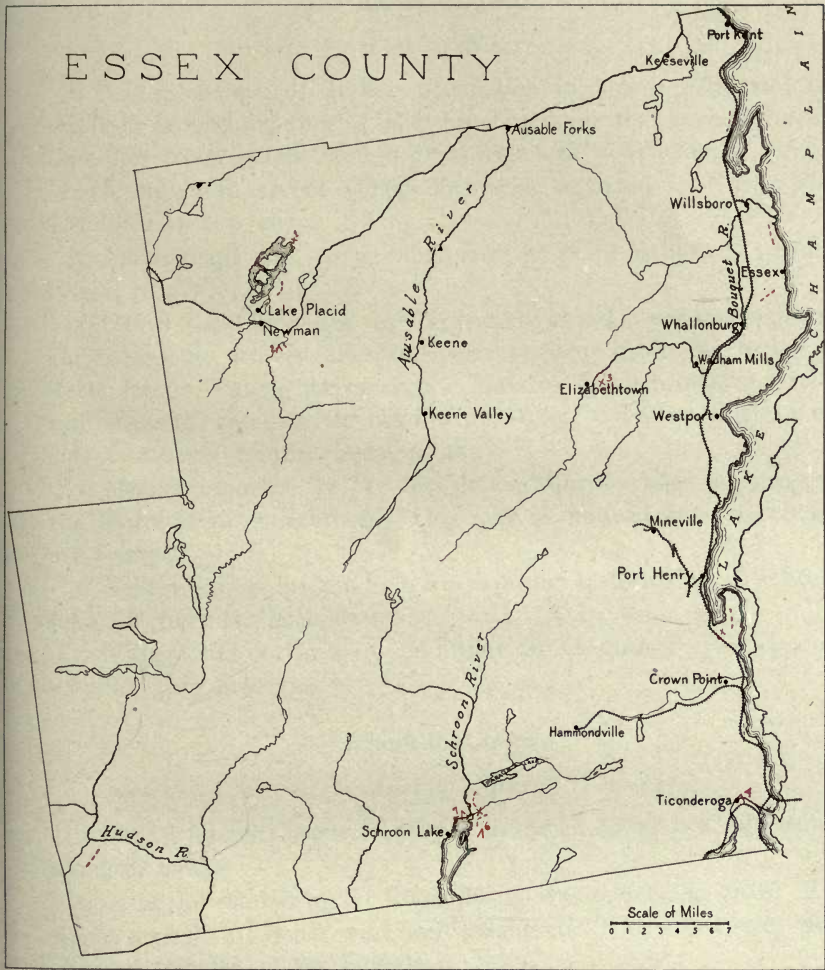 ESSEX COUNTY
Port Kent
Keeseville
Ausable Forks
LAKE CHAMPLAIN
Willsboro
Ausable River
Bouquet R.
Essex
Lake Placid
Newman
Whallonburg
Keene
Wadham Mills
Elizabethtown
Keene Valley
Westport
Mineville
Port Henry
Schroon River
Crown Point
Hammondville
Ticonderoga
Schroon Lake
Hudson R.
Scale of Miles
0 1 2 3 4 5 6 7